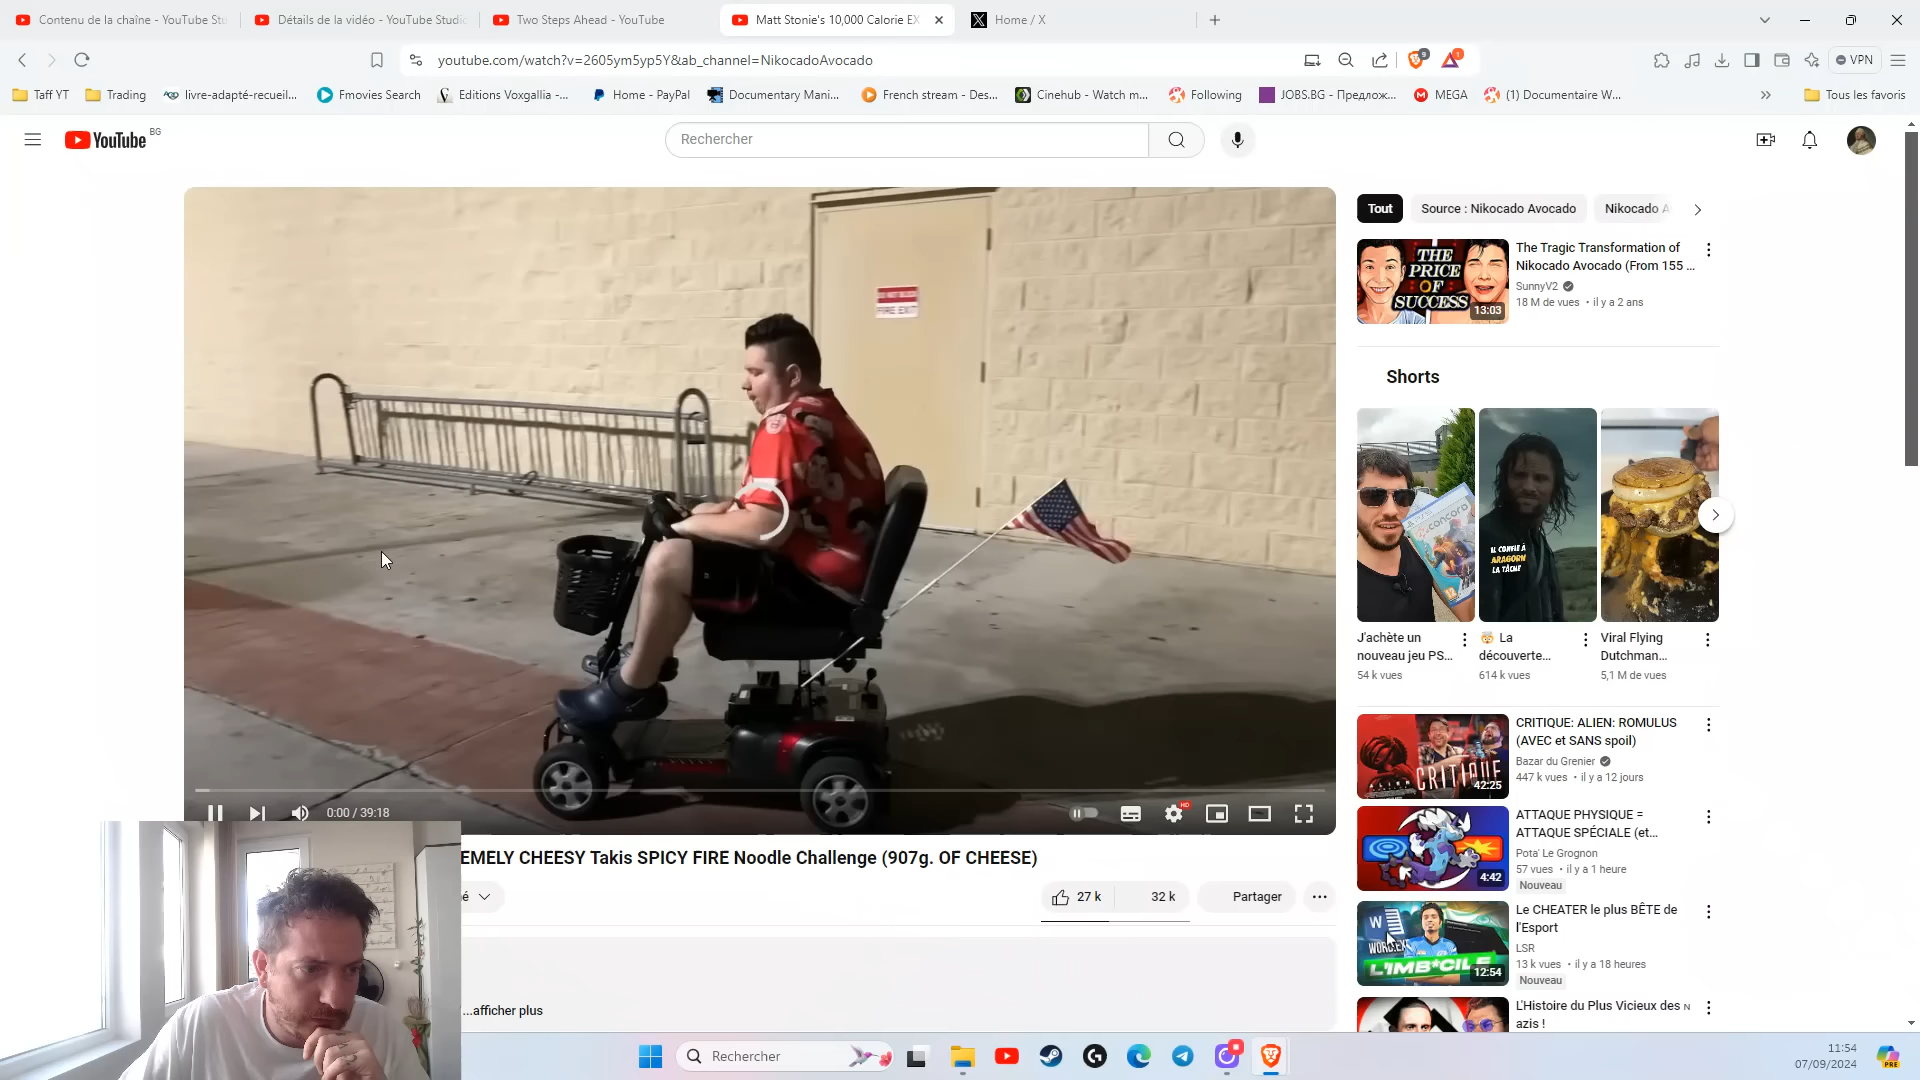 Contenu de la chaîne - YouTube Stu
Détails de la vidéo - YouTube Studio
Two Steps Ahead - YouTube
Matt Stonie's 10,000 Calorie EX
Home / X
youtube.com/watch?v=2605ym5yp5Y&ab_channel=NikocadoAvocado
9
1
VPN
Taff YT
Trading
livre-adapté-recueil...
Fmovies Search
Editions Voxgallia -...
Home - PayPal
Documentary Mani...
French stream - Des...
Cinehub - Watch m...
Following
JOBS.BG - Предлож...
MEGA
(1) Documentaire W...
Tous les favoris
YouTube BG
Rechercher
FIRE EXIT
0:00 / 39:18
HD
EMELY CHEESY Takis SPICY FIRE Noodle Challenge (907g. OF CHEESE)
é
27 k
32 k
Partager
...afficher plus
Tout
Source : Nikocado Avocado
Nikocado A
THE
PRICE
OF
SUCCESS
13:03
The Tragic Transformation of
Nikocado Avocado (From 155 ...
SunnyV2
18 M de vues • il y a 2 ans
Shorts
concord
IL CONFIE À
ARAGORN
LA TÂCHE
J'achète un
nouveau jeu PS...
54 k vues
🤯 La
découverte...
614 k vues
Viral Flying
Dutchman...
5,1 M de vues
CRITIQUE
42:25
CRITIQUE: ALIEN: ROMULUS
(AVEC et SANS spoil)
Bazar du Grenier
447 k vues • il y a 12 jours
4:42
ATTAQUE PHYSIQUE =
ATTAQUE SPÉCIALE (et...
Pota' Le Grognon
57 vues • il y a 1 heure
Nouveau
W
WORD.EX
L'IMB*CILE
12:54
Le CHEATER le plus BÊTE de
l'Esport
LSR
13 k vues • il y a 18 heures
Nouveau
L'Histoire du Plus Vicieux des ɴ
azis !
Rechercher
11:54
07/09/2024
PRE